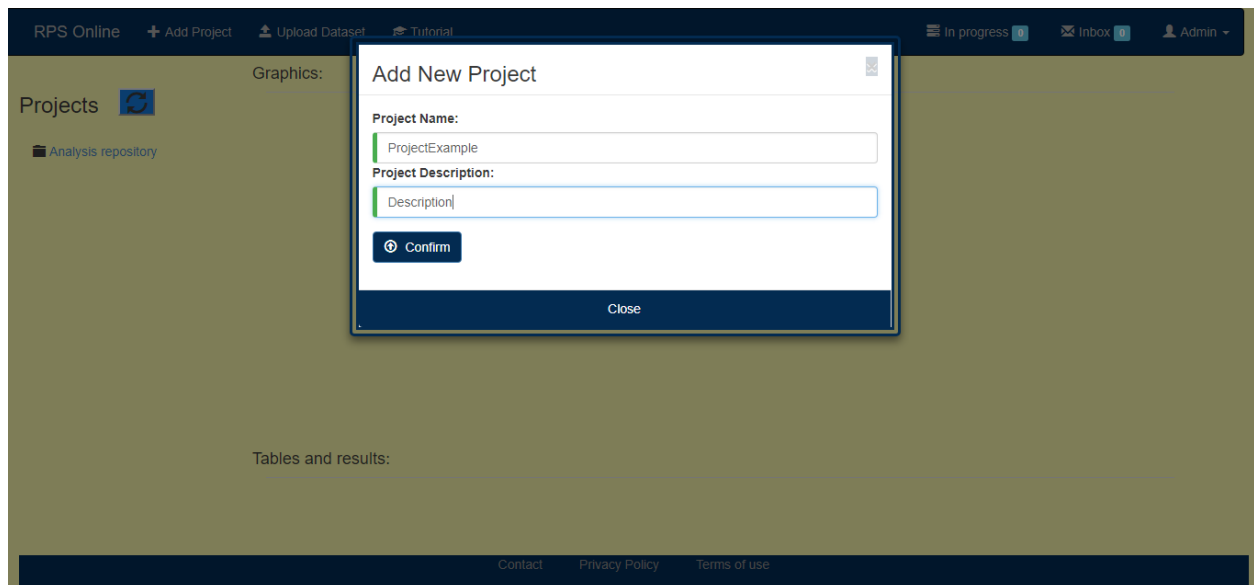 RPS Online Add Project Upload Dataset Tutorial In progress 0 Inbox 0 Admin
Graphics:
Projects
Analysis repository
Add New Project
Project Name:
ProjectExample
Project Description:
Description
Confirm
Close
Tables and results:
Contact Privacy Policy Terms of use